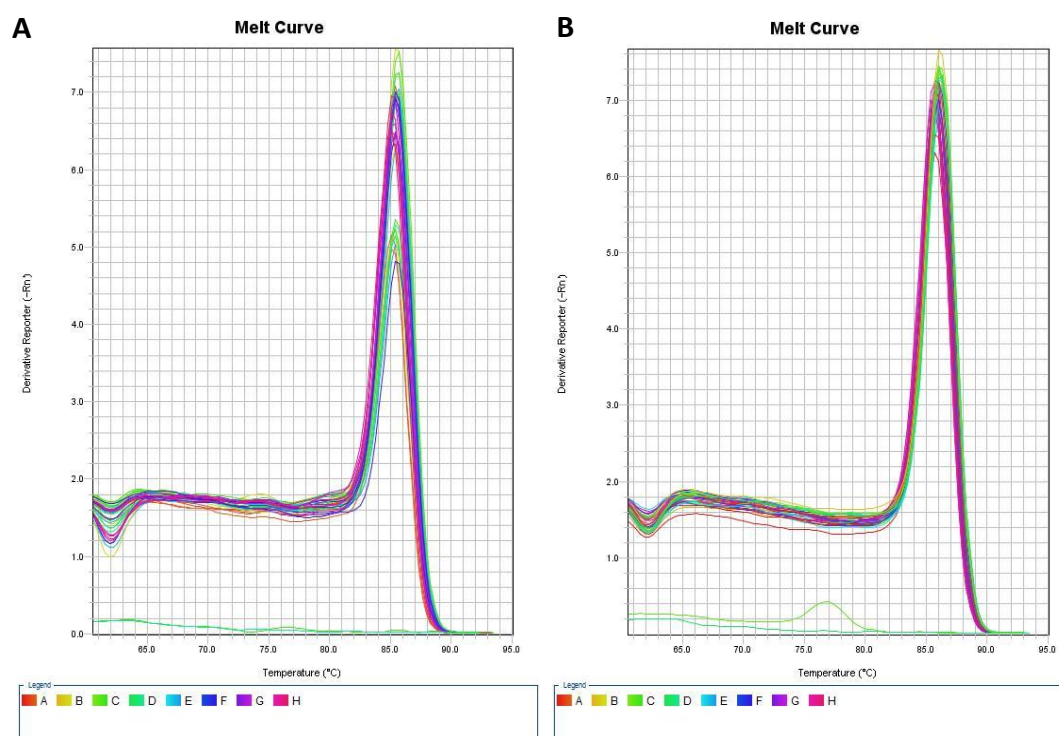 A
Melt Curve
Derivative Reporter (−Rn')
7.0
6.0
5.0
4.0
3.0
2.0
1.0
0.0
65.0 70.0 75.0 80.0 85.0 90.0 95.0
Temperature (°C)
Legend
A B C D E F G H
B
Melt Curve
Derivative Reporter (−Rn')
7.0
6.0
5.0
4.0
3.0
2.0
1.0
65.0 70.0 75.0 80.0 85.0 90.0 95.0
Temperature (°C)
Legend
A B C D E F G H